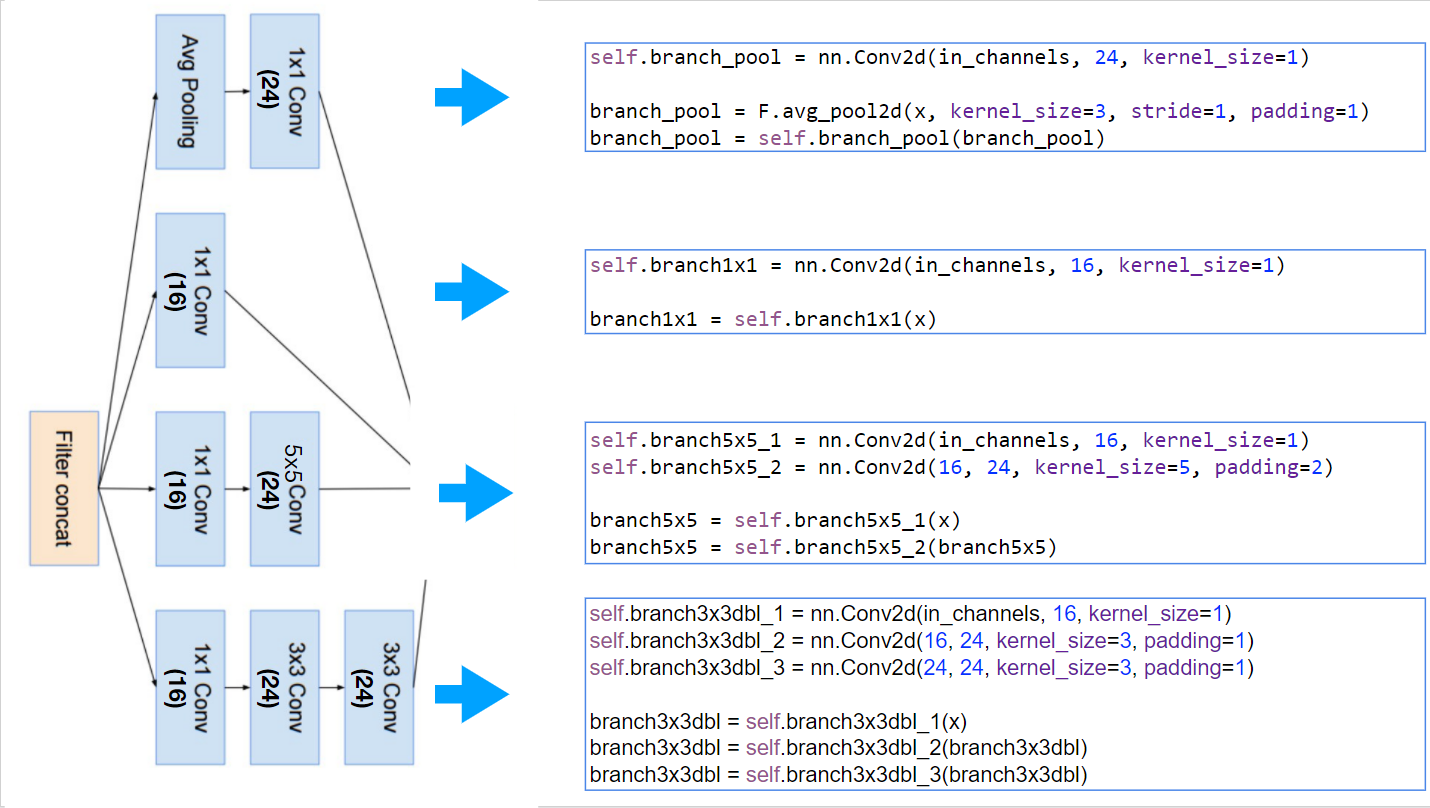 Avg Pooling
1x1 Conv
(24)
self.branch_pool = nn.Conv2d(in_channels, 24, kernel_size=1)
branch_pool = F.avg_pool2d(x, kernel_size=3, stride=1, padding=1)
branch_pool = self.branch_pool(branch_pool)
1x1 Conv
(16)
self.branch1x1 = nn.Conv2d(in_channels, 16, kernel_size=1)
branch1x1 = self.branch1x1(x)
Filter concat
1x1 Conv
(16)
5x5Conv
(24)
self.branch5x5_1 = nn.Conv2d(in_channels, 16, kernel_size=1)
self.branch5x5_2 = nn.Conv2d(16, 24, kernel_size=5, padding=2)
branch5x5 = self.branch5x5_1(x)
branch5x5 = self.branch5x5_2(branch5x5)
1x1 Conv
(16)
3x3 Conv
(24)
3x3 Conv
(24)
self.branch3x3dbl_1 = nn.Conv2d(in_channels, 16, kernel_size=1)
self.branch3x3dbl_2 = nn.Conv2d(16, 24, kernel_size=3, padding=1)
self.branch3x3dbl_3 = nn.Conv2d(24, 24, kernel_size=3, padding=1)
branch3x3dbl = self.branch3x3dbl_1(x)
branch3x3dbl = self.branch3x3dbl_2(branch3x3dbl)
branch3x3dbl = self.branch3x3dbl_3(branch3x3dbl)